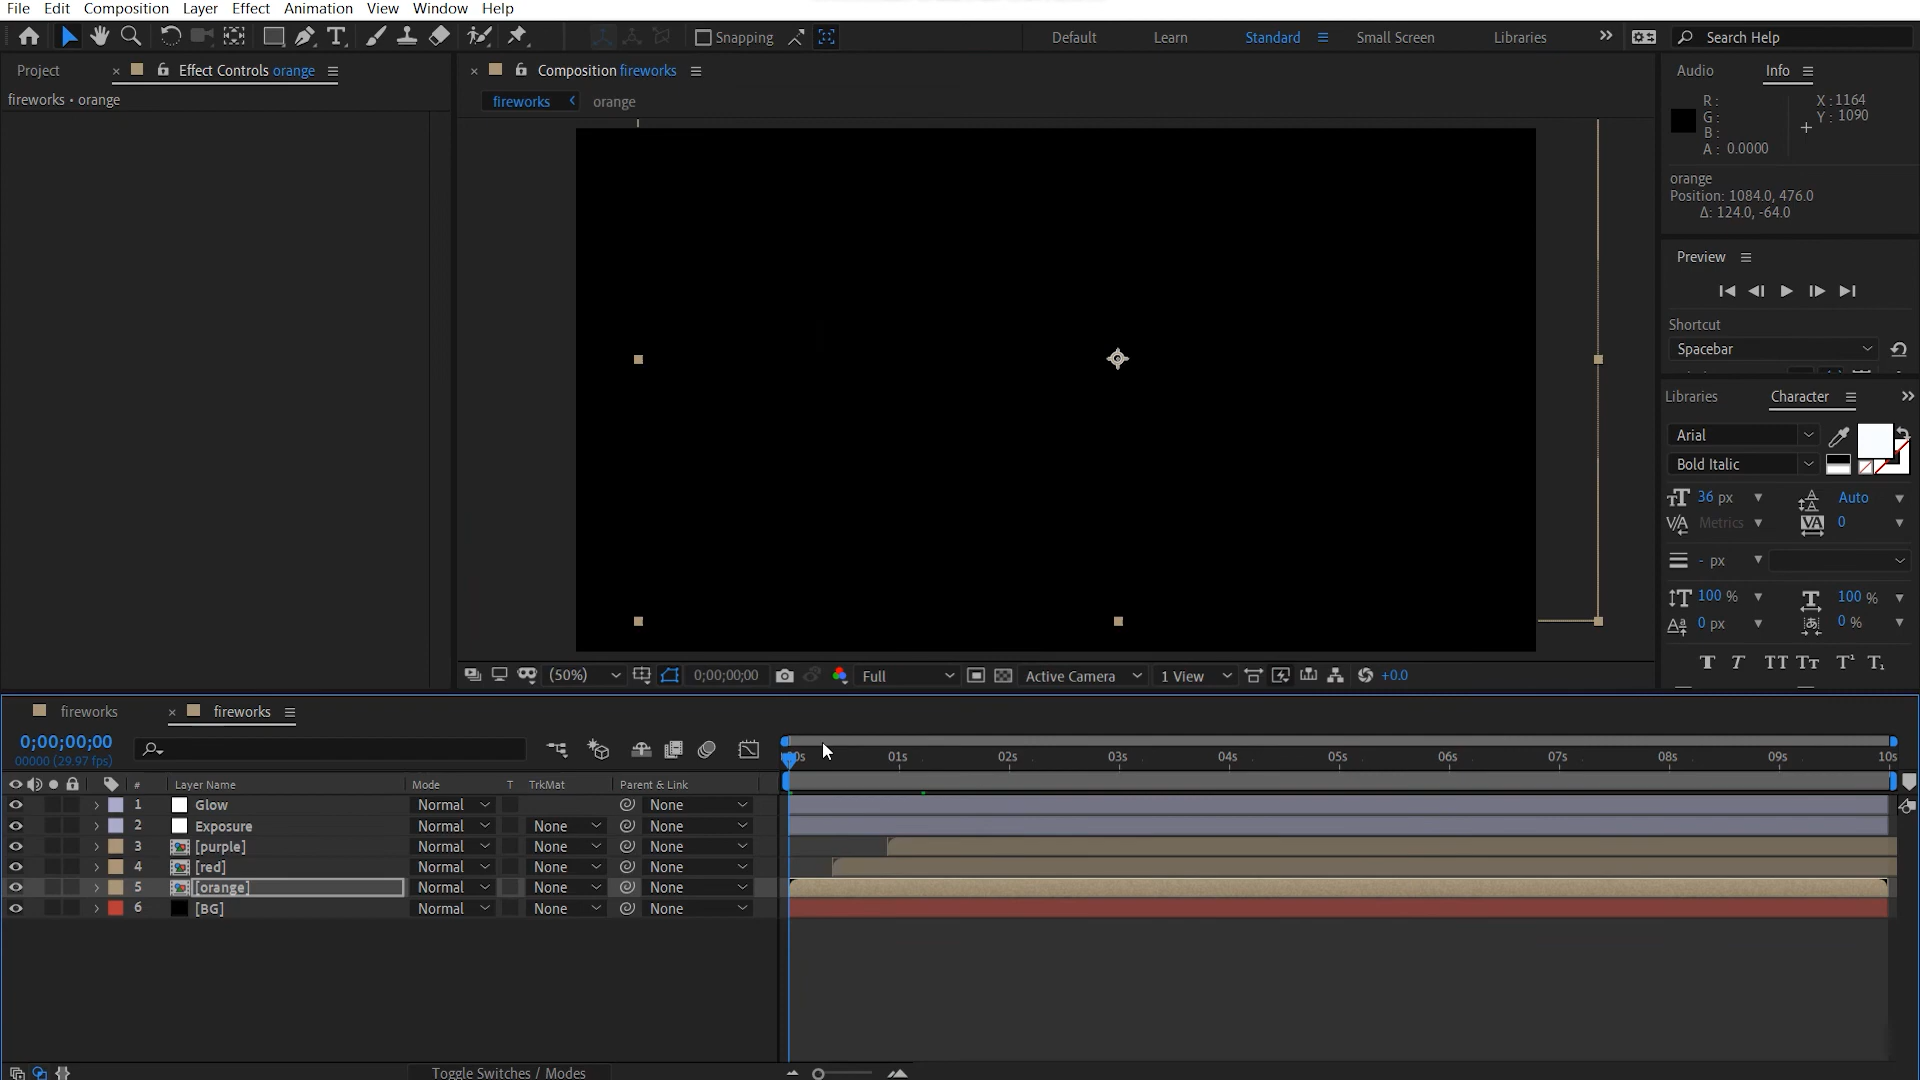 File Edit Composition Layer Effect Animation View Window Help
Snapping Default Learn Standard Small Screen Libraries Search Help
Project Effect Controls orange Composition fireworks Audio Info
fireworks • orange fireworks orange
R: X: 1164
G: Y: 1090
B:
A: 0.0000
orange
Position: 1084.0, 476.0
Δ: 124.0, -64.0
Preview
Shortcut
Spacebar
Libraries Character
Arial
Bold Italic
36 px Auto
Metrics 0
- px
100 % 100 %
0 px 0 %
(50%) 0;00;00;00 Full Active Camera 1 View +0.0
fireworks fireworks
0;00;00;00
00000 (29.97 fps)
01s 02s 03s 04s 05s 06s 07s 08s 09s 10s
# Layer Name Mode T TrkMat Parent & Link
1 Glow Normal None
2 Exposure Normal None None
3 [purple] Normal None None
4 [red] Normal None None
5 [orange] Normal None None
6 [BG] Normal None None
Toggle Switches / Modes